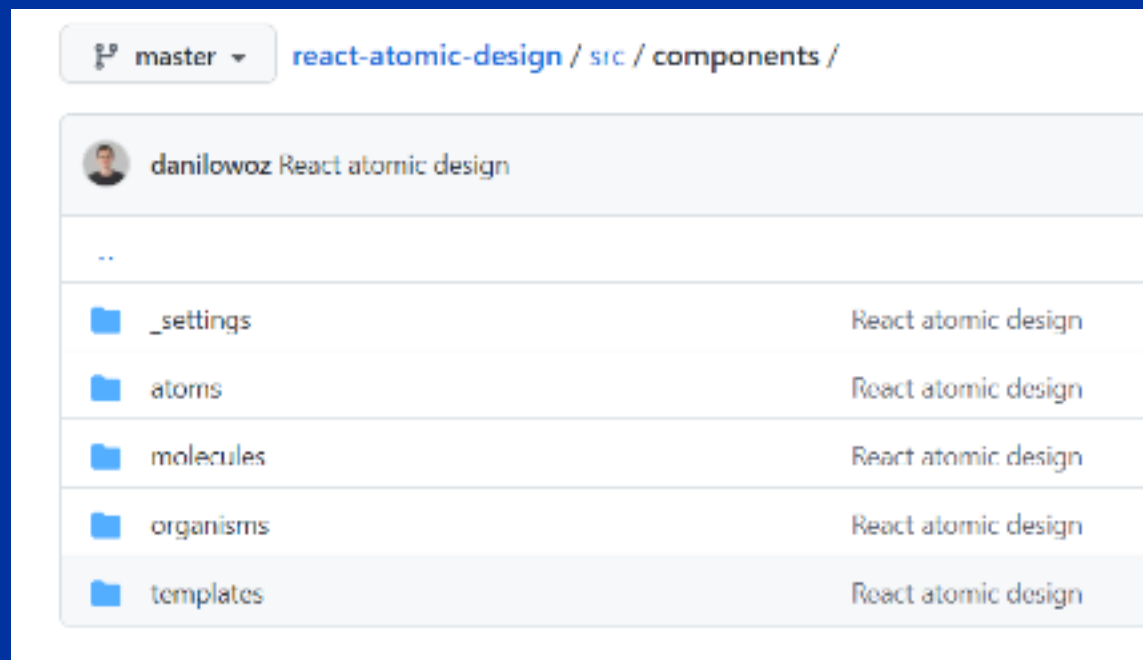 master react-atomic-design / src / components /
danilowoz React atomic design
..
_settings React atomic design
atoms React atomic design
molecules React atomic design
organisms React atomic design
templates React atomic design